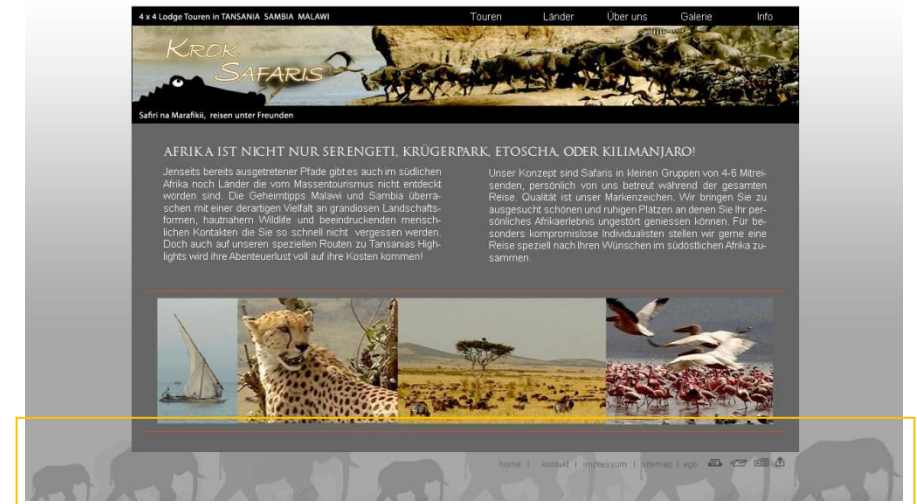 4 x 4 Lodge Touren in TANSANIA SAMBIA MALAWI
Touren Länder Über uns Galerie Info
KROK
SAFARIS
Safiri na Marafikii, reisen unter Freunden
AFRIKA IST NICHT NUR SERENGETI, KRÜGERPARK, ETOSCHA, ODER KILIMANJARO!
Jenseits bereits ausgetretener Pfade gibt es auch im südlichen
Afrika noch Länder die vom Massentourismus nicht entdeckt
worden sind. Die Geheimtipps Malawi und Sambia überra-
schen mit einer derartigen Vielfalt an grandiosen Landschafts-
formen, hautnahem Wildlife und beeindruckenden mensch-
lichen Kontakten die Sie so schnell nicht vergessen werden.
Doch auch auf unseren speziellen Routen zu Tansanias High-
lights wird ihre Abenteuerlust voll auf ihre Kosten kommen!
Unser Konzept sind Safaris in kleinen Gruppen von 4-6 Mitrei-
senden, persönlich von uns betreut während der gesamten
Reise. Qualität ist unser Markenzeichen. Wir bringen Sie zu
ausgesucht schönen und ruhigen Plätzen an denen Sie Ihr per-
sönliches Afrikaerlebnis ungestört geniessen können. Für be-
sonders kompromislose Individualisten stellen wir gerne eine
Reise speziell nach Ihren Wünschen im südöstlichen Afrika zu-
sammen.
home | kontakt | impressum | sitemap | agb